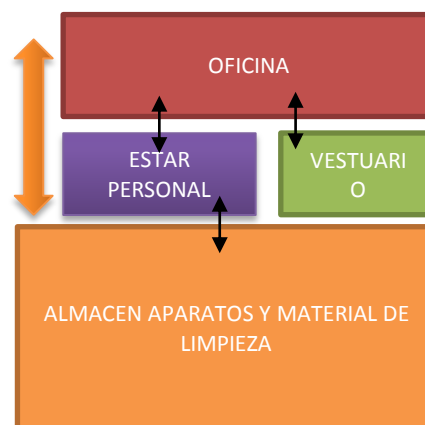 OFICINA
ESTAR
PERSONAL
VESTUARI
O
ALMACEN APARATOS Y MATERIAL DE
LIMPIEZA